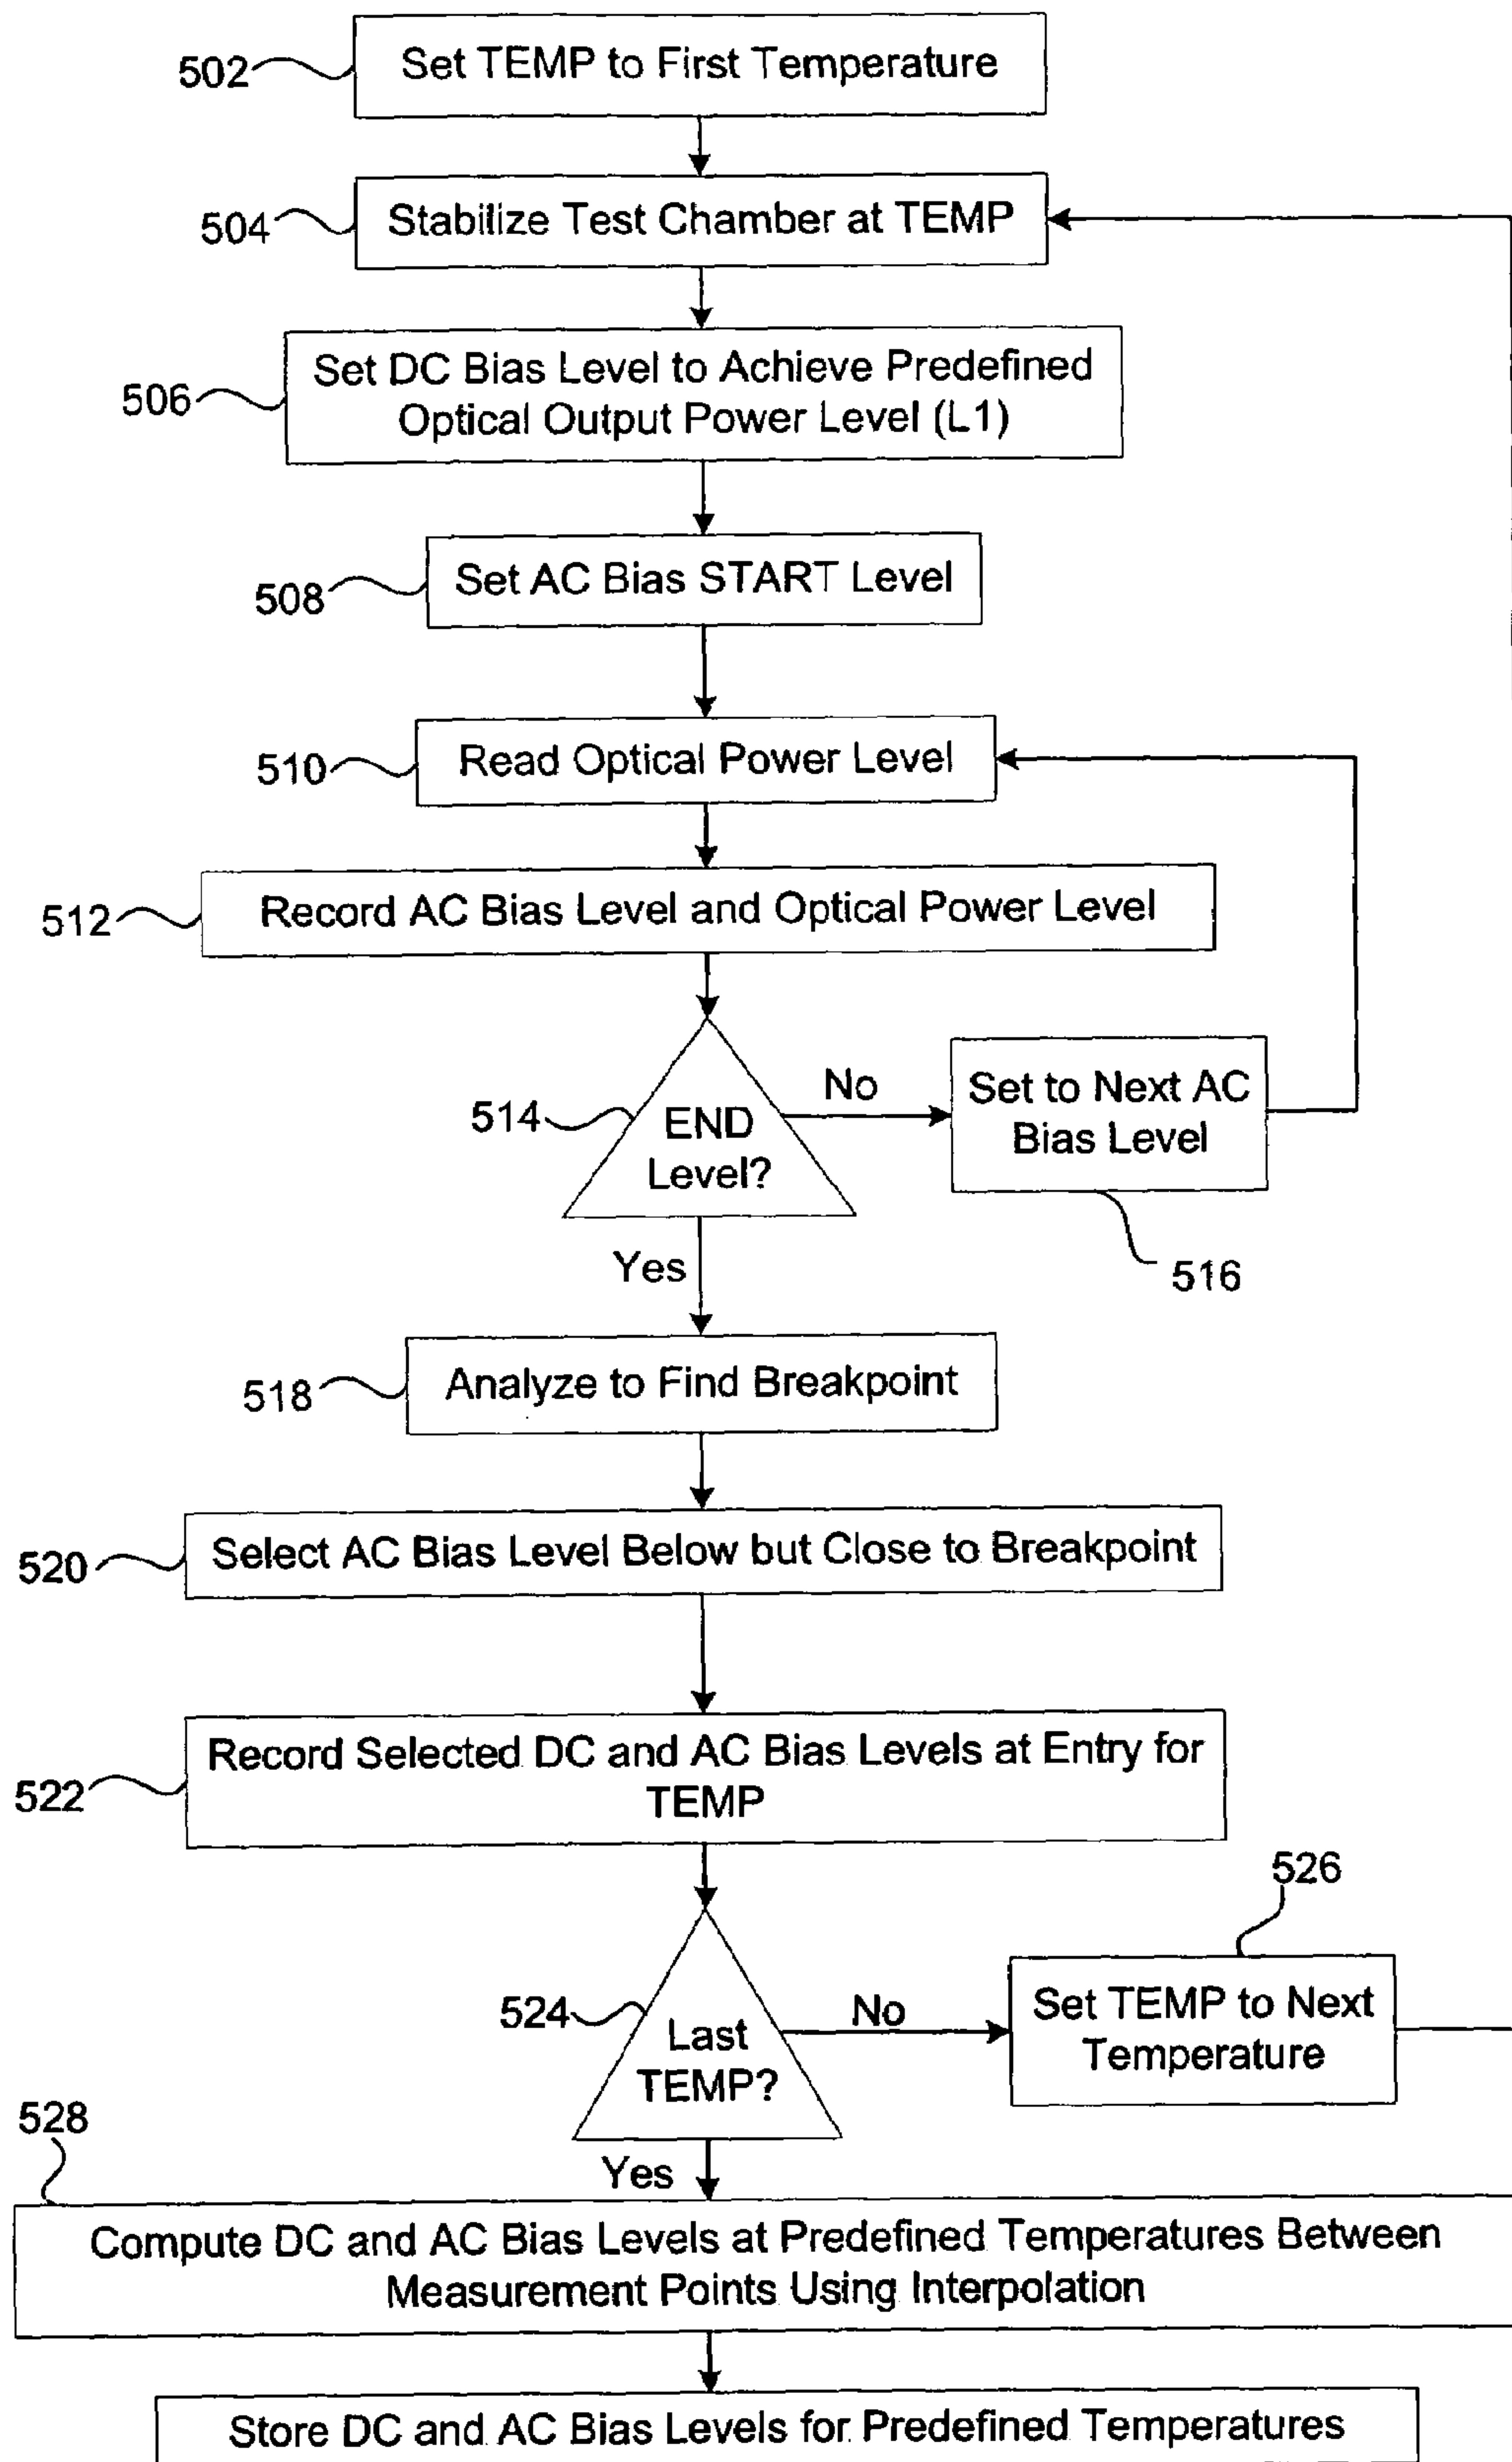 502
Set TEMP to First Temperature
504
Stabilize Test Chamber at TEMP
506
Set DC Bias Level to Achieve Predefined
Optical Output Power Level (L1)
508
Set AC Bias START Level
510
Read Optical Power Level
512
Record AC Bias Level and Optical Power Level
514
END
Level?
No
Set to Next AC
Bias Level
516
Yes
518
Analyze to Find Breakpoint
520
Select AC Bias Level Below but Close to Breakpoint
522
Record Selected DC and AC Bias Levels at Entry for
TEMP
524
Last
TEMP?
No
526
Set TEMP to Next
Temperature
Yes
528
Compute DC and AC Bias Levels at Predefined Temperatures Between
Measurement Points Using Interpolation
Store DC and AC Bias Levels for Predefined Temperatures